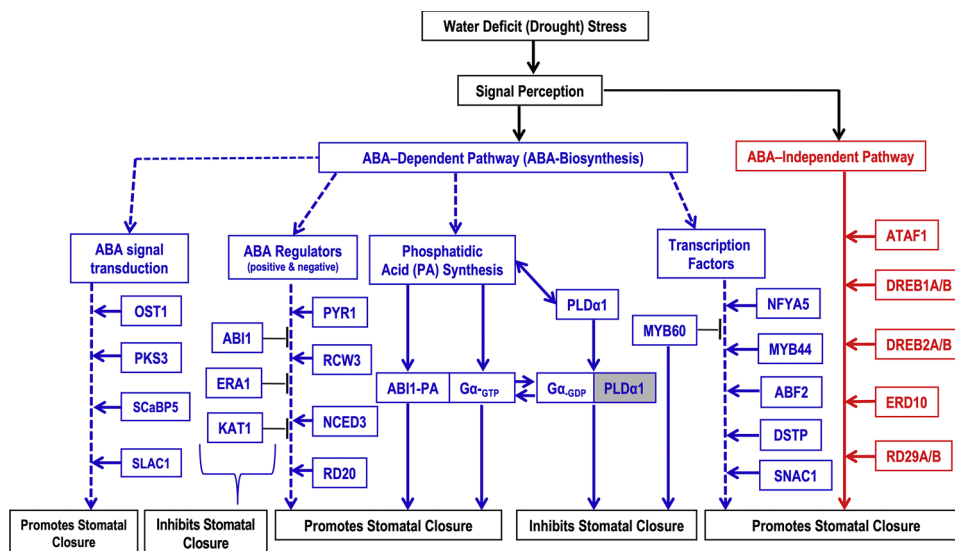 Water Deficit (Drought) Stress
Signal Perception
ABA–Dependent Pathway (ABA-Biosynthesis)
ABA–Independent Pathway
ABA signal
transduction
ABA Regulators
(positive & negative)
Phosphatidic
Acid (PA) Synthesis
Transcription
Factors
OST1
PKS3
SCaBP5
SLAC1
ABI1
ERA1
KAT1
PYR1
RCW3
NCED3
RD20
PLDα1
ABI1-PA
Gα-GTP
Gα-GDP
PLDα1
MYB60
NFYA5
MYB44
ABF2
DSTP
SNAC1
ATAF1
DREB1A/B
DREB2A/B
ERD10
RD29A/B
Promotes Stomatal
Closure
Inhibits Stomatal
Closure
Promotes Stomatal Closure
Inhibits Stomatal Closure
Promotes Stomatal Closure